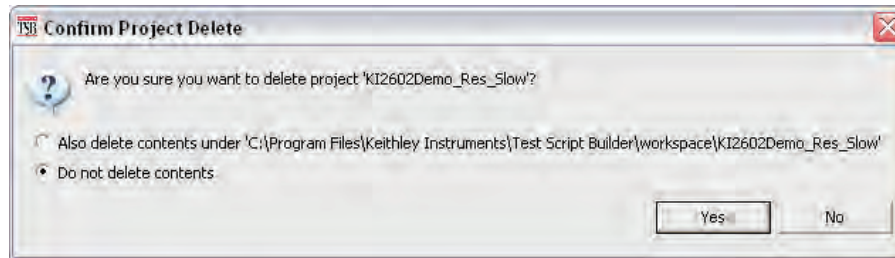 TSB Confirm Project Delete
Are you sure you want to delete project 'KI2602Demo_Res_Slow'?
Also delete contents under 'C:\Program Files\Keithley Instruments\Test Script Builder\workspace\KI2602Demo_Res_Slow'
Do not delete contents
Yes No